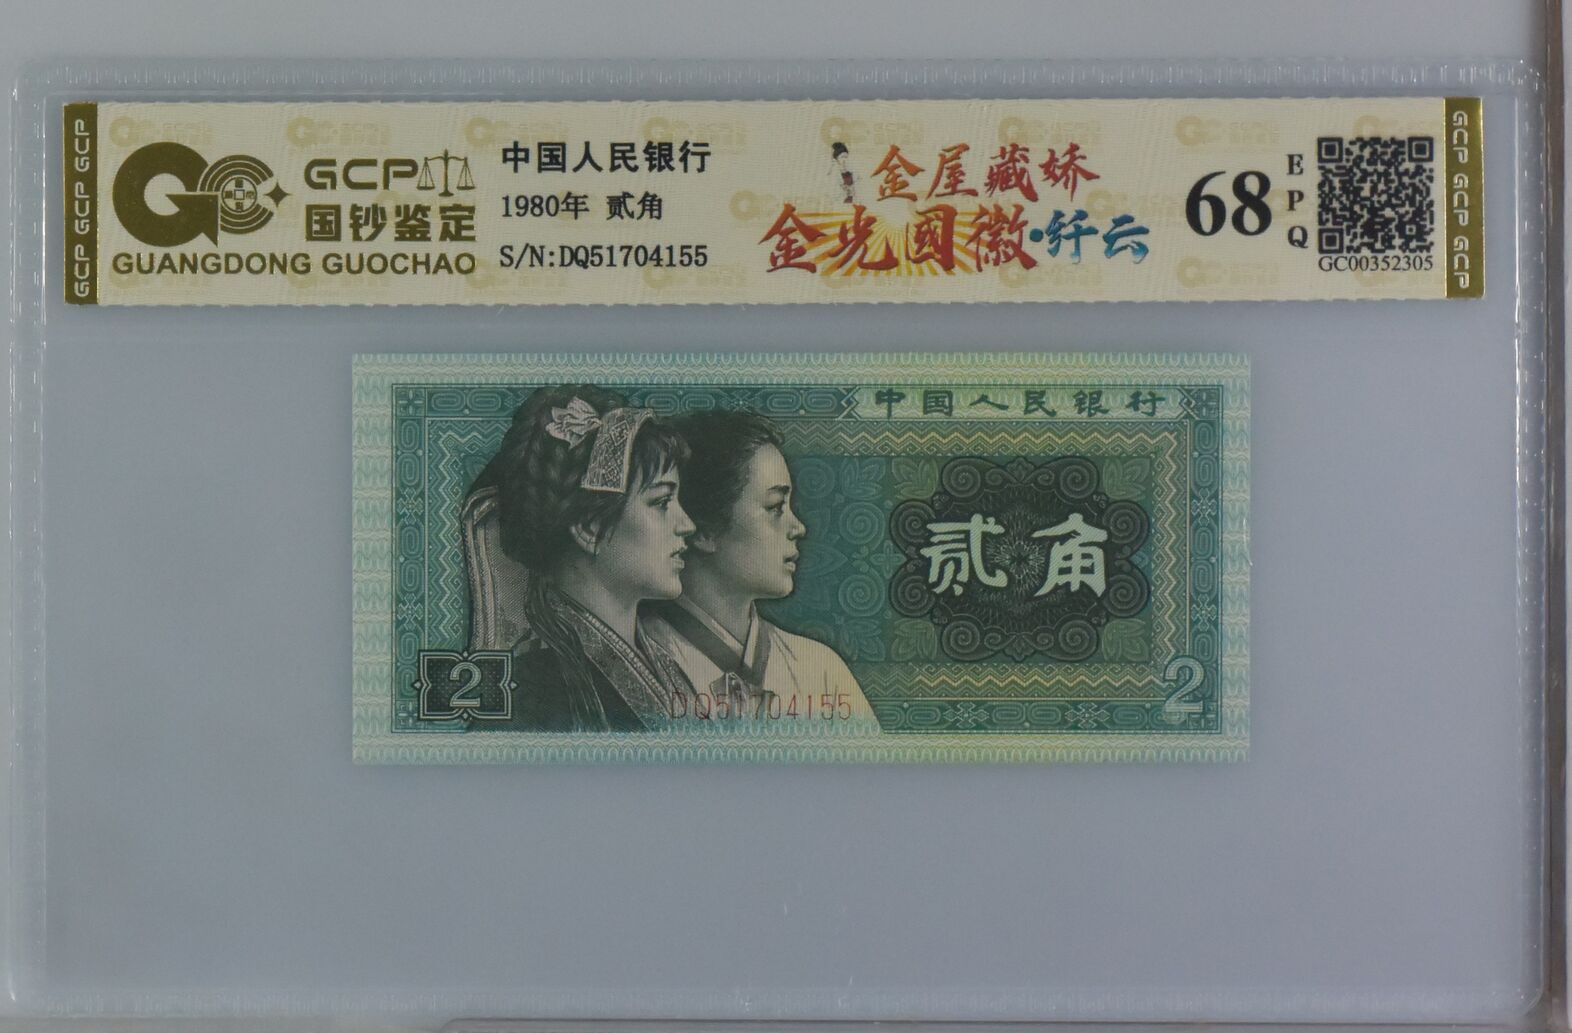 GCP GCP GCP
GCP
国钞鉴定
GUANGDONG GUOCHAO
中国人民银行
1980年 贰角
S/N:DQ51704155
金屋藏娇
金光國徽·纤云
68
EPQ
GC00352305
GCP GCP GCP
中国人民银行
贰角
2
2
DQ51704155